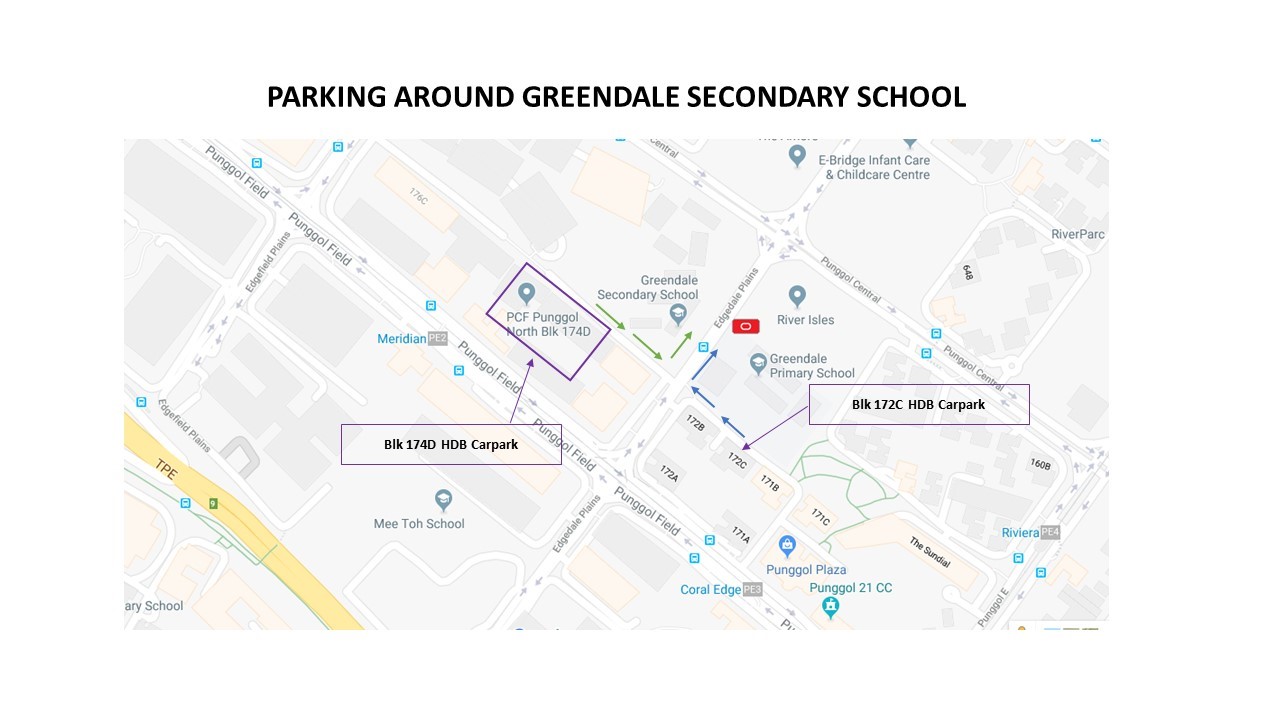 PARKING AROUND GREENDALE SECONDARY SCHOOL
Central
E-Bridge Infant Care
& Childcare Centre
Punggol Field
176C
RiverParc
Punggol Field
Edgefield Plains
Punggol Central
64B
Greendale
Secondary School
Edgedale Plains
PCF Punggol
North Blk 174D
River Isles
Meridian PE2
Punggol Field
Greendale
Primary School
Punggol Central
Blk 172C HDB Carpark
Edgefield Plains
Blk 174D HDB Carpark
Punggol Field
172B
172C
172A
171B
160B
TPE
9
Mee Toh School
Punggol Field
Edgedale Plains
171C
171A
The Sundial
Riviera PE4
Punggol Plaza
Coral Edge PE3
Punggol 21 CC
ary School
Punggol E
Pu